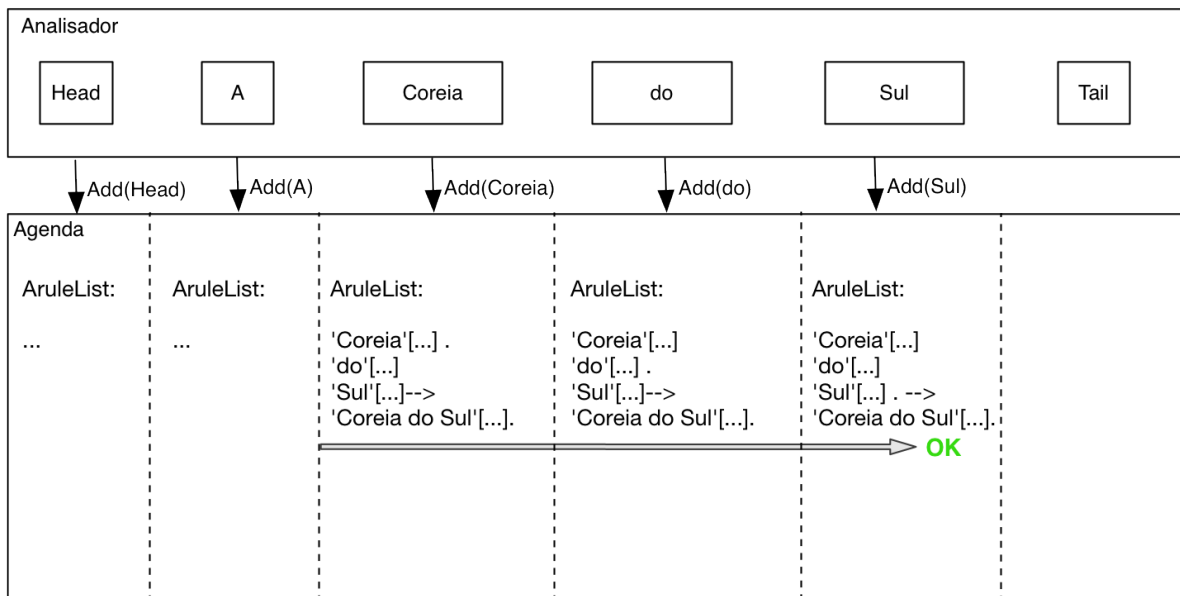 Analisador
Head
A
Coreia
do
Sul
Tail
Add(Head)
Add(A)
Add(Coreia)
Add(do)
Add(Sul)
Agenda
AruleList:
...
AruleList:
...
AruleList:
'Coreia'[...] .
'do'[...]
'Sul'[...]-->
'Coreia do Sul'[...].
AruleList:
'Coreia'[...]
'do'[...] .
'Sul'[...]-->
'Coreia do Sul'[...].
AruleList:
'Coreia'[...]
'do'[...]
'Sul'[...] . -->
'Coreia do Sul'[...].
OK